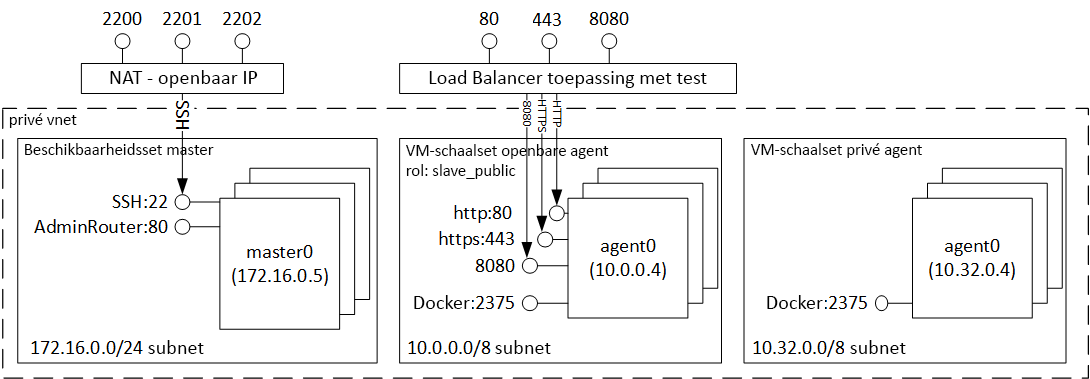 2200 2201 2202
80 443 8080
NAT - openbaar IP
Load Balancer toepassing met test
SSH
8080
HTTPS
HTTP
privé vnet
Beschikbaarheidsset master
SSH:22
AdminRouter:80
master0
(172.16.0.5)
172.16.0.0/24 subnet
VM-schaalset openbare agent
rol: slave_public
http:80
https:443
8080
Docker:2375
agent0
(10.0.0.4)
10.0.0.0/8 subnet
VM-schaalset privé agent
agent0
(10.32.0.4)
Docker:2375
10.32.0.0/8 subnet